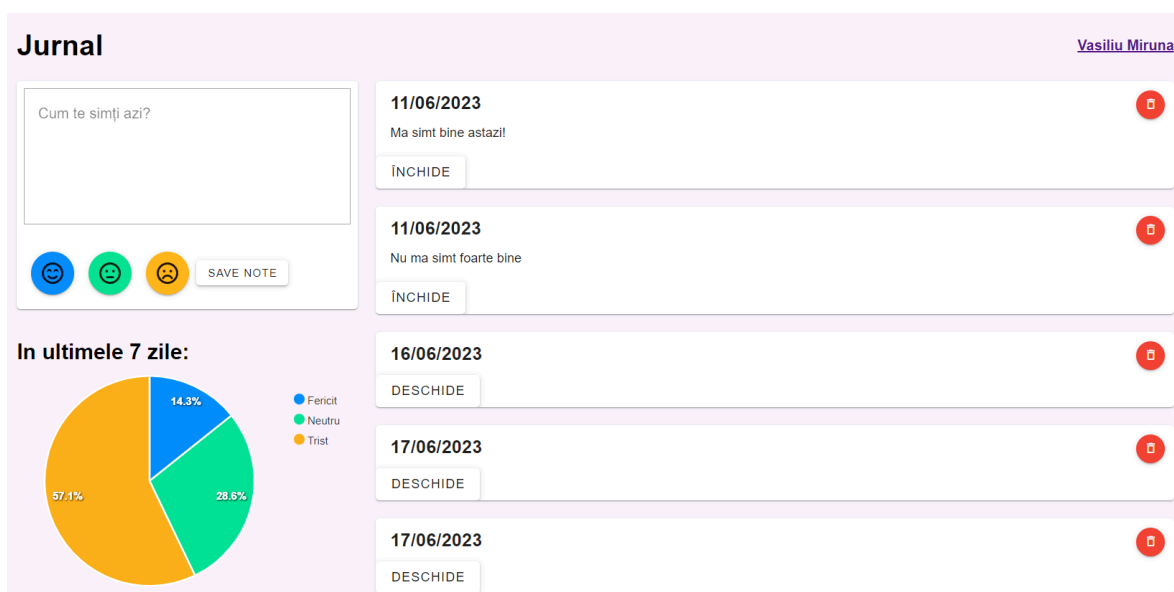 Jurnal
Vasiliu Miruna
Cum te simți azi?
SAVE NOTE
In ultimele 7 zile:
14.3%
28.6%
57.1%
Fericit
Neutru
Trist
11/06/2023
Ma simt bine astazi!
ÎNCHIDE
11/06/2023
Nu ma simt foarte bine
ÎNCHIDE
16/06/2023
DESCHIDE
17/06/2023
DESCHIDE
17/06/2023
DESCHIDE